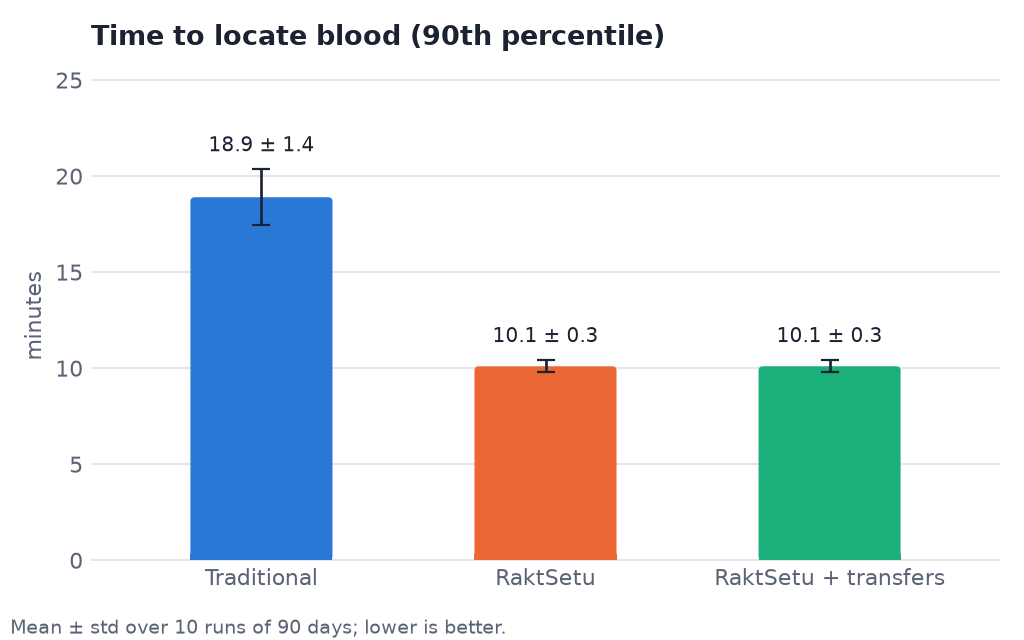 Time to locate blood (90th percentile)
25
20
15
10
5
0
minutes
18.9 ± 1.4
10.1 ± 0.3
10.1 ± 0.3
Traditional
RaktSetu
RaktSetu + transfers
Mean ± std over 10 runs of 90 days; lower is better.